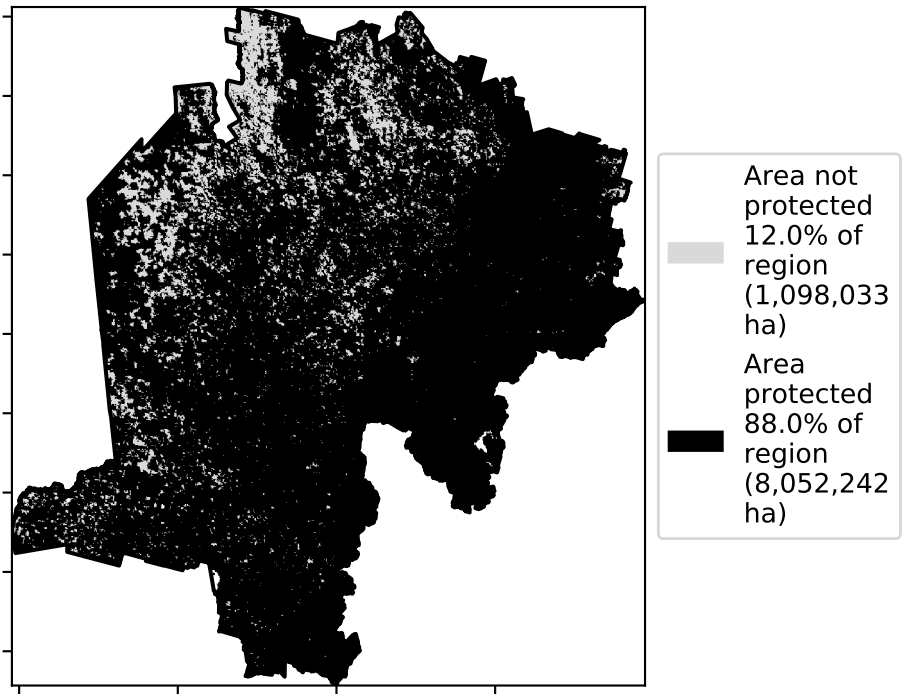 Area not
protected
12.0% of
region
(1,098,033
ha)
Area
protected
88.0% of
region
(8,052,242
ha)